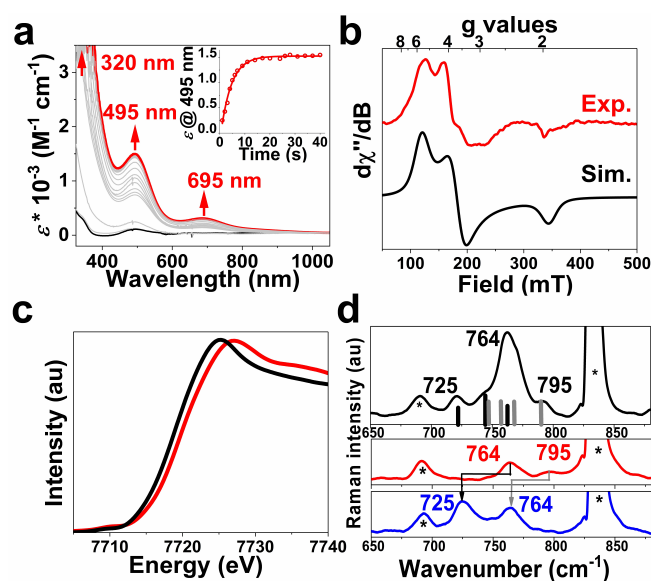 a
320 nm
495 nm
695 nm
ε* 10⁻³ (M⁻¹ cm⁻¹)
3
2
1
0
400 600 800 1000
Wavelength (nm)
ε @ 495 nm
1.5
1.0
0.5
0.0
0 10 20 30 40
Time (s)
b
g values
8 6 4 3 2
Exp.
Sim.
dχ"/dB
100 200 300 400 500
Field (mT)
c
Intensity (au)
7710 7720 7730 7740
Energy (eV)
d
764
725
795
*
*
650 700 750 800
764
795
*
*
650 700 750 800
725
764
*
*
650 700 750 800
Raman intensity (au)
Wavenumber (cm⁻¹)